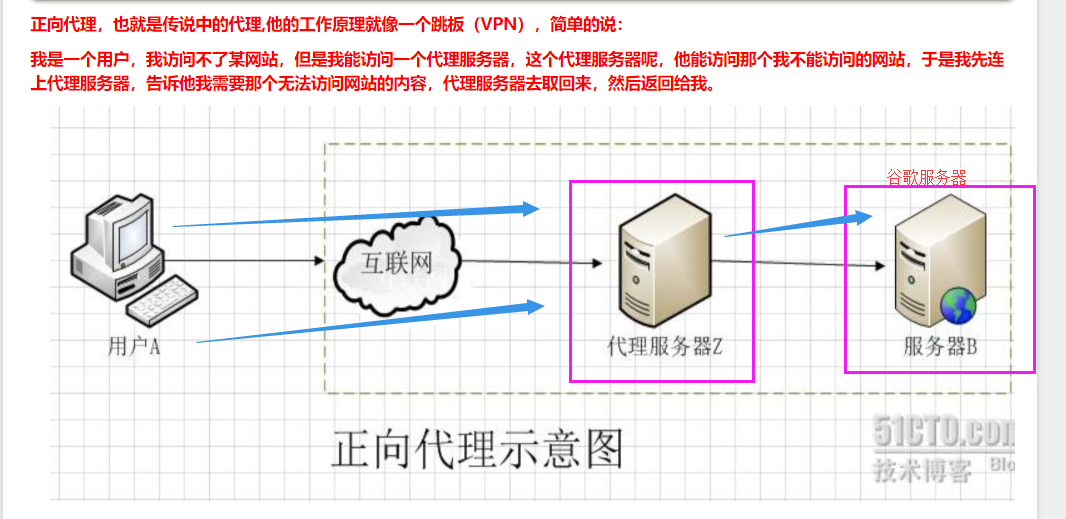 正向代理，也就是传说中的代理,他的工作原理就像一个跳板（VPN），简单的说：
我是一个用户，我访问不了某网站，但是我能访问一个代理服务器，这个代理服务器呢，他能访问那个我不能访问的网站，于是我先连
上代理服务器，告诉他我需要那个无法访问网站的内容，代理服务器去取回来，然后返回给我。
谷歌服务器
互联网
用户A
代理服务器Z
服务器B
正向代理示意图
51CTO.com
技术博客 Blo